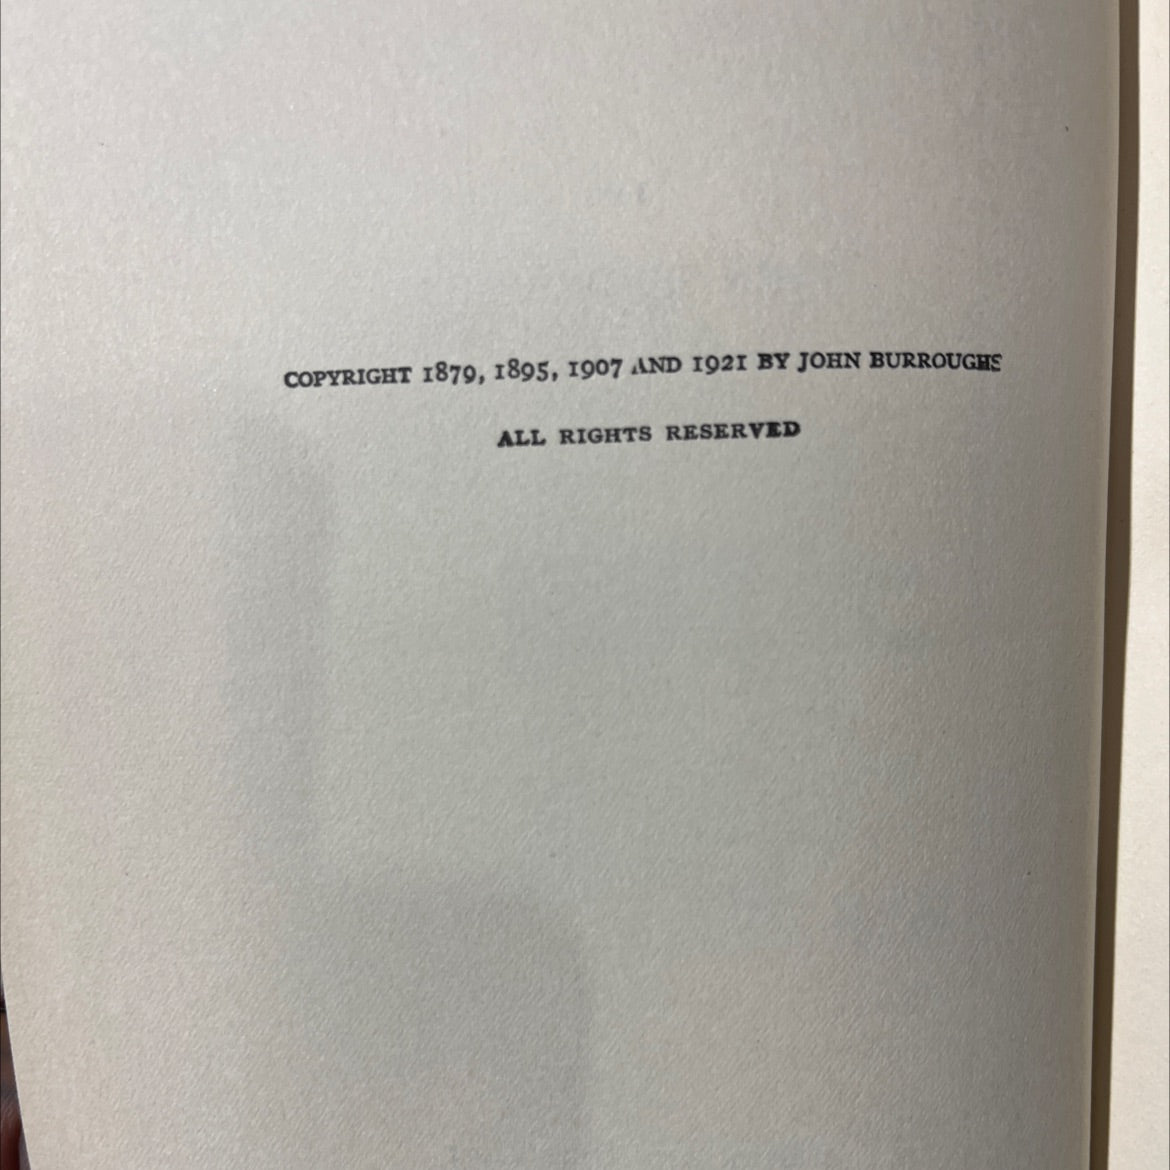 COPYRIGHT 1879, 1895, 1907 AND 1921 BY JOHN BURROUGHS
ALL RIGHTS RESERVED